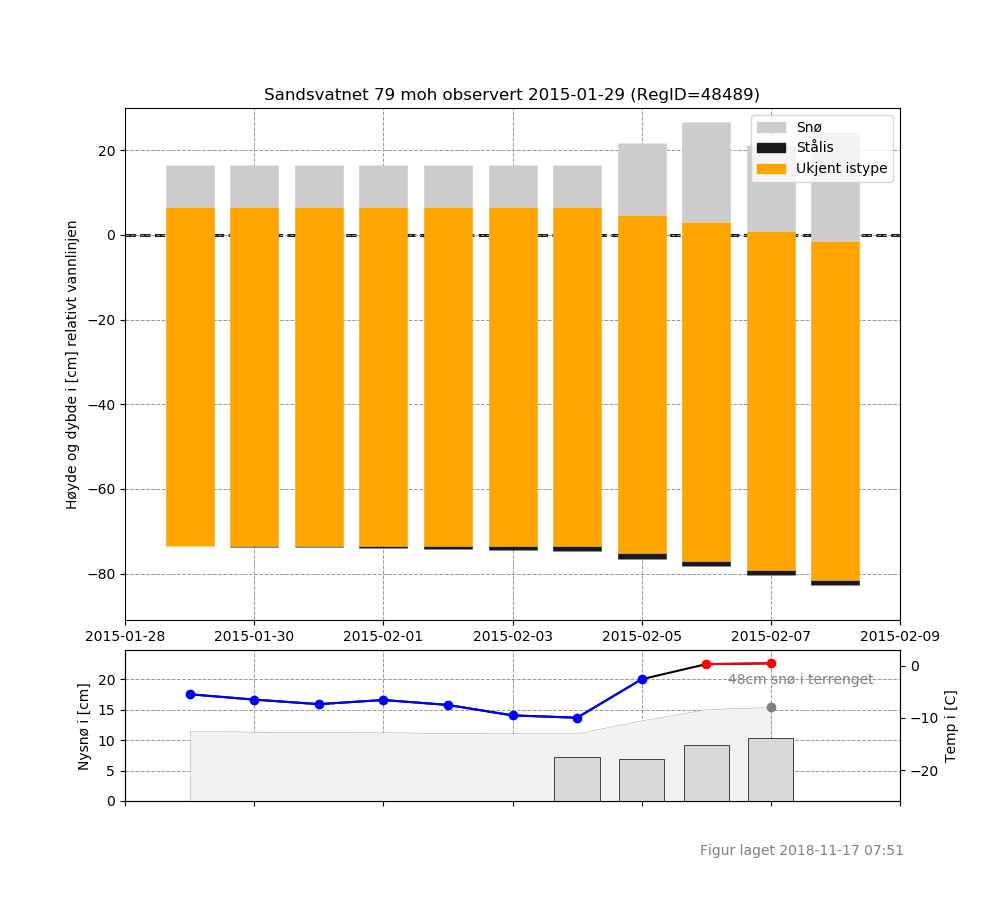 Sandsvatnet 79 moh observert 2015-01-29 (RegID=48489)
Snø
Stålis
Ukjent istype
Høyde og dybde i [cm] relativt vannlinjen
20
0
−20
−40
−60
−80
2015-01-28 2015-01-30 2015-02-01 2015-02-03 2015-02-05 2015-02-07 2015-02-09
Nysnø i [cm]
20
15
10
5
0
48cm snø i terrenget
0
−10
−20
Temp i [C]
Figur laget 2018-11-17 07:51